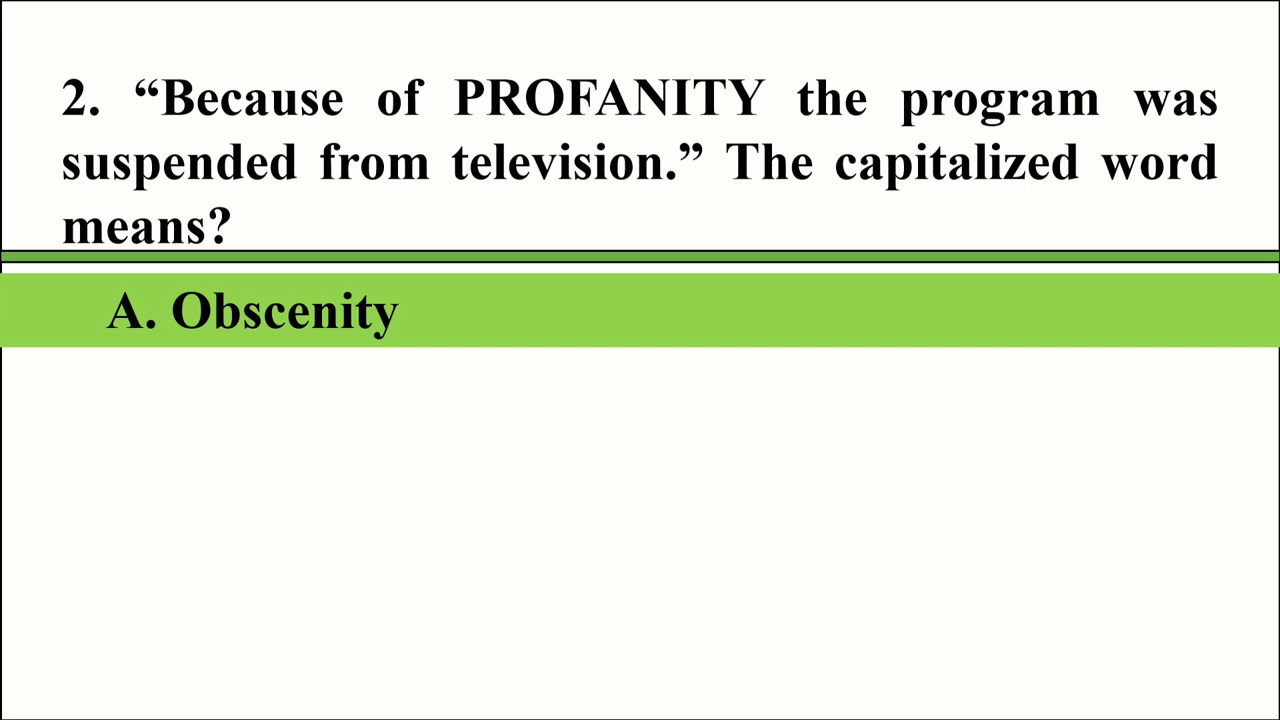 2. “Because of PROFANITY the program was
suspended from television.” The capitalized word
means?
A. Obscenity